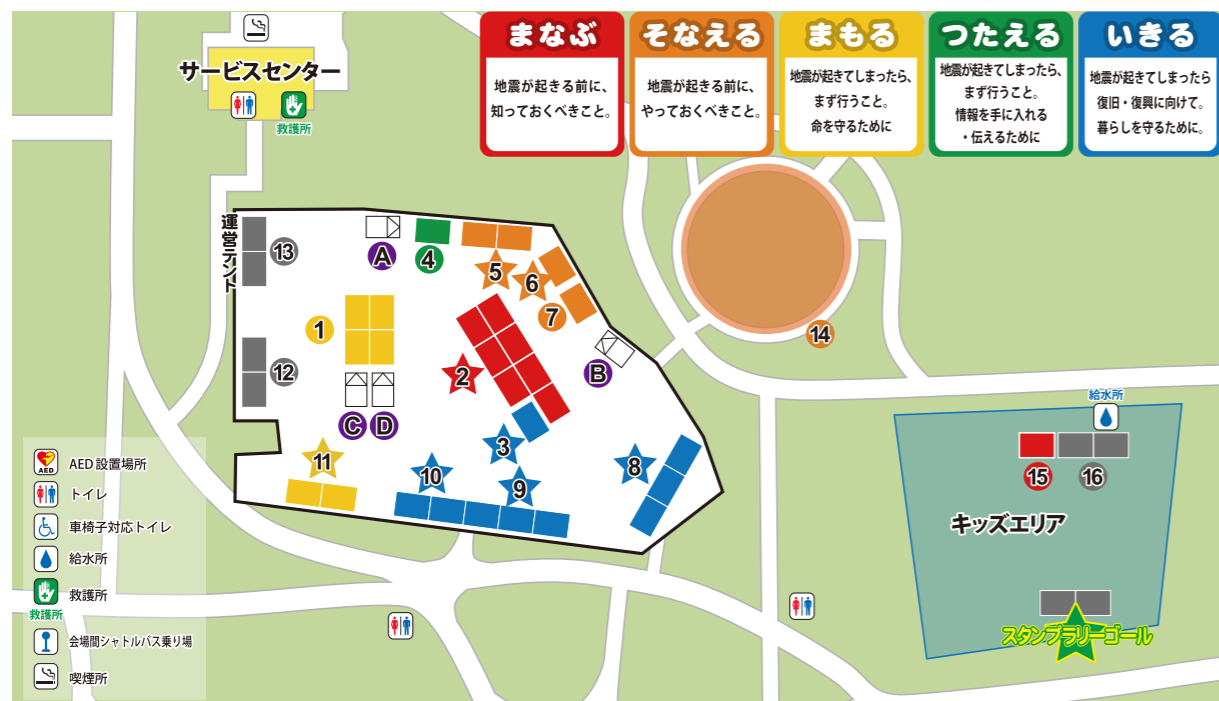 まなぶ
地震が起きる前に、
知っておくべきこと。
そなえる
地震が起きる前に、
やっておくべきこと。
まもる
地震が起きてしまったら、
まず行うこと。
命を守るために
つたえる
地震が起きてしまったら、
まず行うこと。
情報を手に入れる
・伝えるために
いきる
地震が起きてしまったら
復旧・復興に向けて。
暮らしを守るために。
サービスセンター
救護所
運営テント
13
A
4
5
6
7
1
12
2
B
14
C
D
3
11
10
9
8
給水所
15
16
キッズエリア
スタンプラリーゴール
AED
AED設置場所
トイレ
車椅子対応トイレ
給水所
救護所
救護所
会場間シャトルバス乗り場
喫煙所